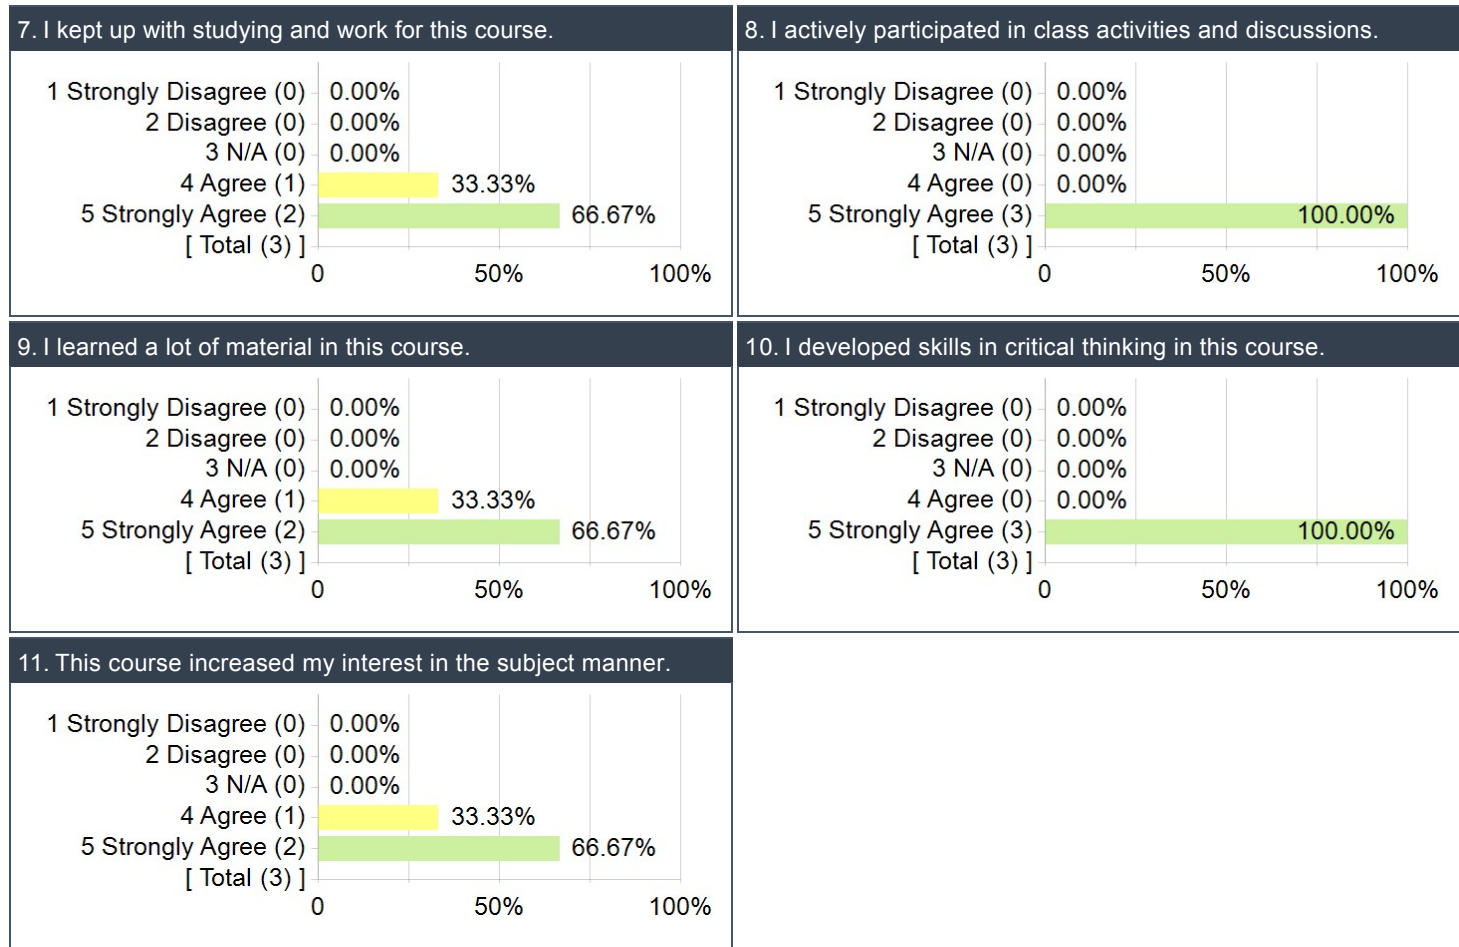 7. I kept up with studying and work for this course.
1 Strongly Disagree (0) 0.00%
2 Disagree (0) 0.00%
3 N/A (0) 0.00%
4 Agree (1) 33.33%
5 Strongly Agree (2) 66.67%
[ Total (3) ]
0 50% 100%
8. I actively participated in class activities and discussions.
1 Strongly Disagree (0) 0.00%
2 Disagree (0) 0.00%
3 N/A (0) 0.00%
4 Agree (0) 0.00%
5 Strongly Agree (3) 100.00%
[ Total (3) ]
0 50% 100%
9. I learned a lot of material in this course.
1 Strongly Disagree (0) 0.00%
2 Disagree (0) 0.00%
3 N/A (0) 0.00%
4 Agree (1) 33.33%
5 Strongly Agree (2) 66.67%
[ Total (3) ]
0 50% 100%
10. I developed skills in critical thinking in this course.
1 Strongly Disagree (0) 0.00%
2 Disagree (0) 0.00%
3 N/A (0) 0.00%
4 Agree (0) 0.00%
5 Strongly Agree (3) 100.00%
[ Total (3) ]
0 50% 100%
11. This course increased my interest in the subject manner.
1 Strongly Disagree (0) 0.00%
2 Disagree (0) 0.00%
3 N/A (0) 0.00%
4 Agree (1) 33.33%
5 Strongly Agree (2) 66.67%
[ Total (3) ]
0 50% 100%